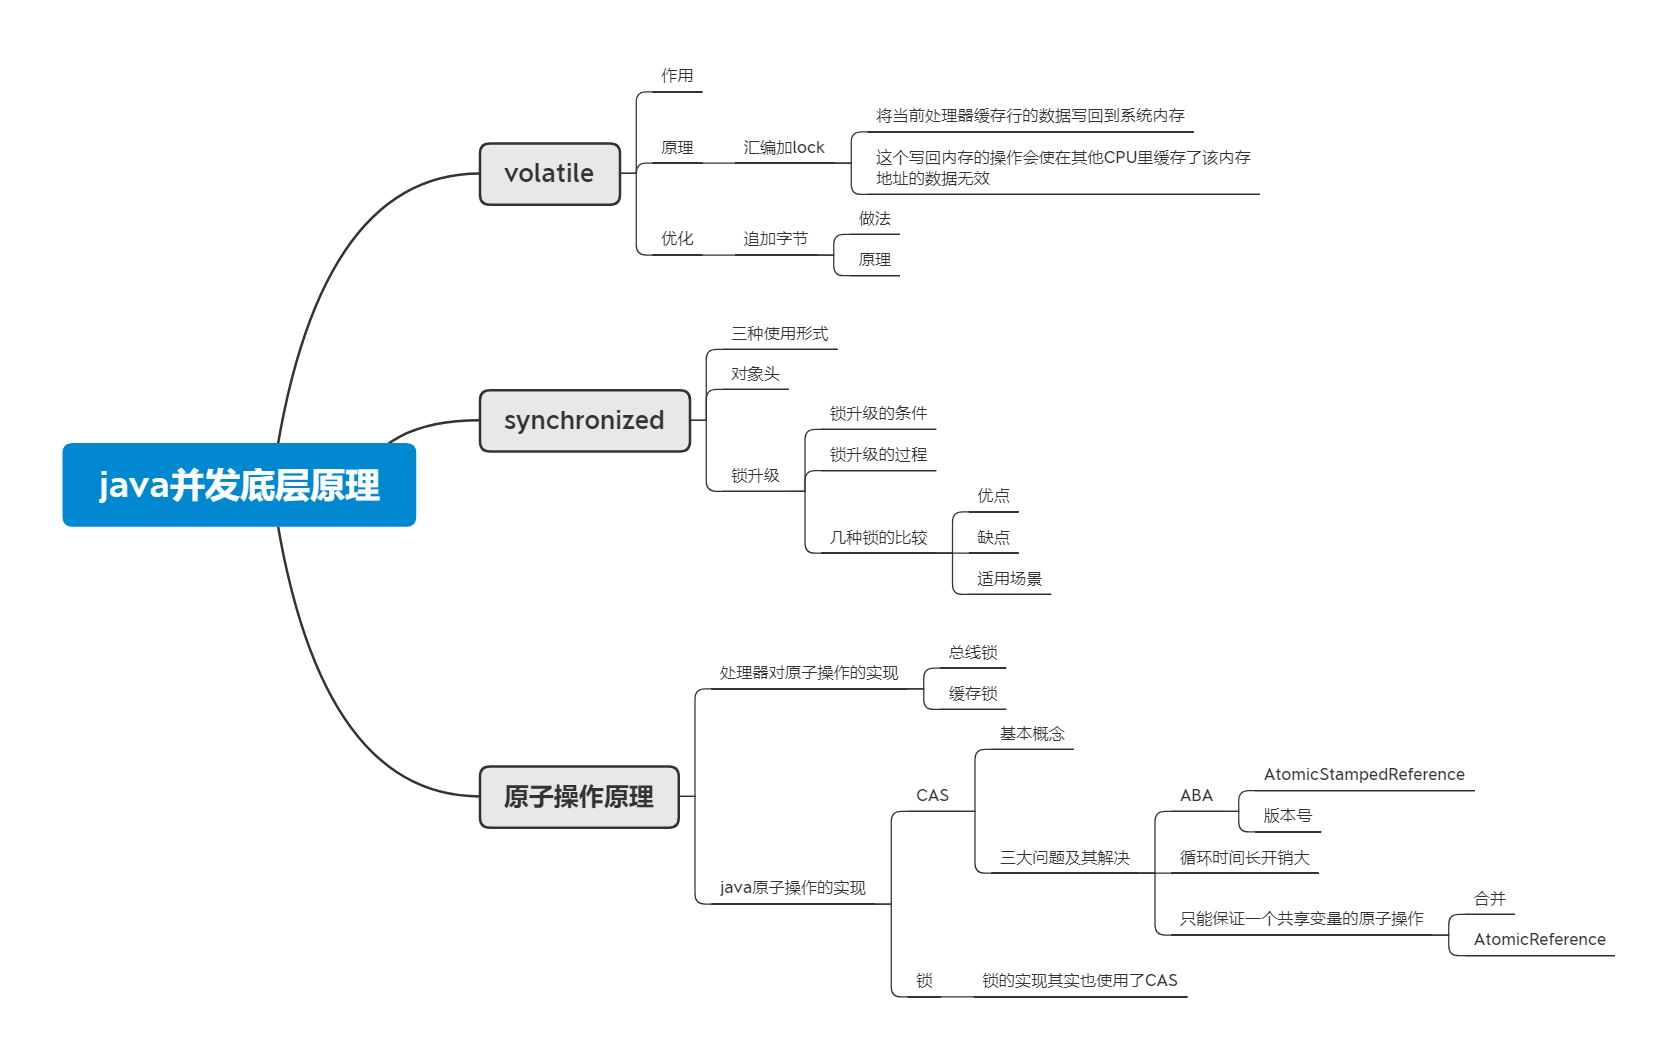 java并发底层原理
volatile
作用
原理
汇编加lock
将当前处理器缓存行的数据写回到系统内存
这个写回内存的操作会使在其他CPU里缓存了该内存
地址的数据无效
优化
追加字节
做法
原理
synchronized
三种使用形式
对象头
锁升级
锁升级的条件
锁升级的过程
几种锁的比较
优点
缺点
适用场景
原子操作原理
处理器对原子操作的实现
总线锁
缓存锁
java原子操作的实现
CAS
基本概念
三大问题及其解决
ABA
AtomicStampedReference
版本号
循环时间长开销大
只能保证一个共享变量的原子操作
合并
AtomicReference
锁
锁的实现其实也使用了CAS